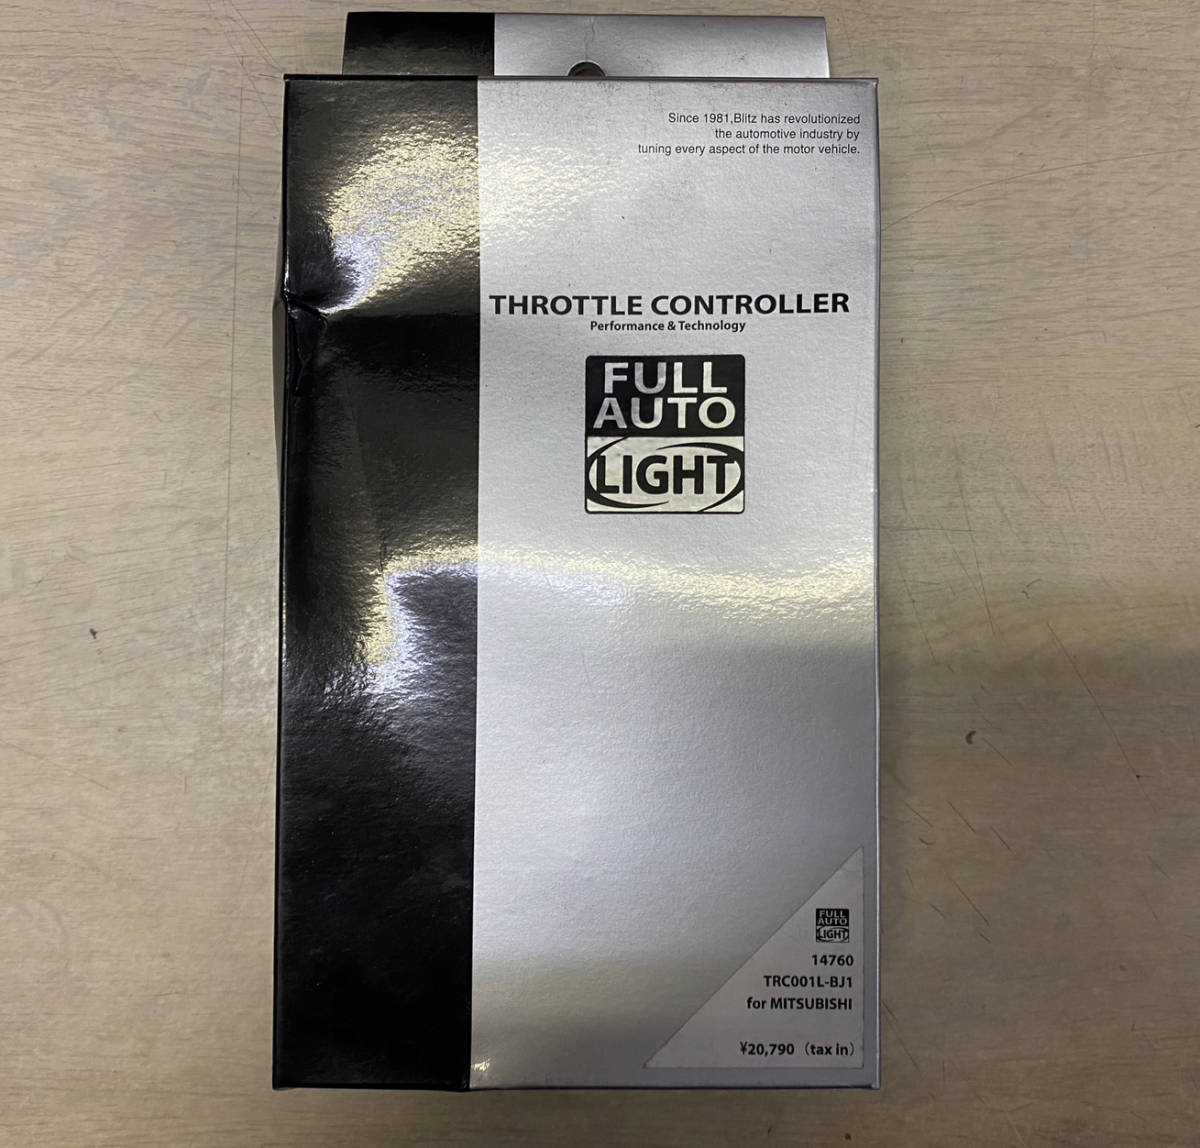 Since 1981,Blitz has revolutionized
the automotive industry by
tuning every aspect of the motor vehicle.
THROTTLE CONTROLLER
Performance & Technology
FULL
AUTO
LIGHT
FULL
AUTO
LIGHT
14760
TRC001L-BJ1
for MITSUBISHI
¥20,790（tax in）